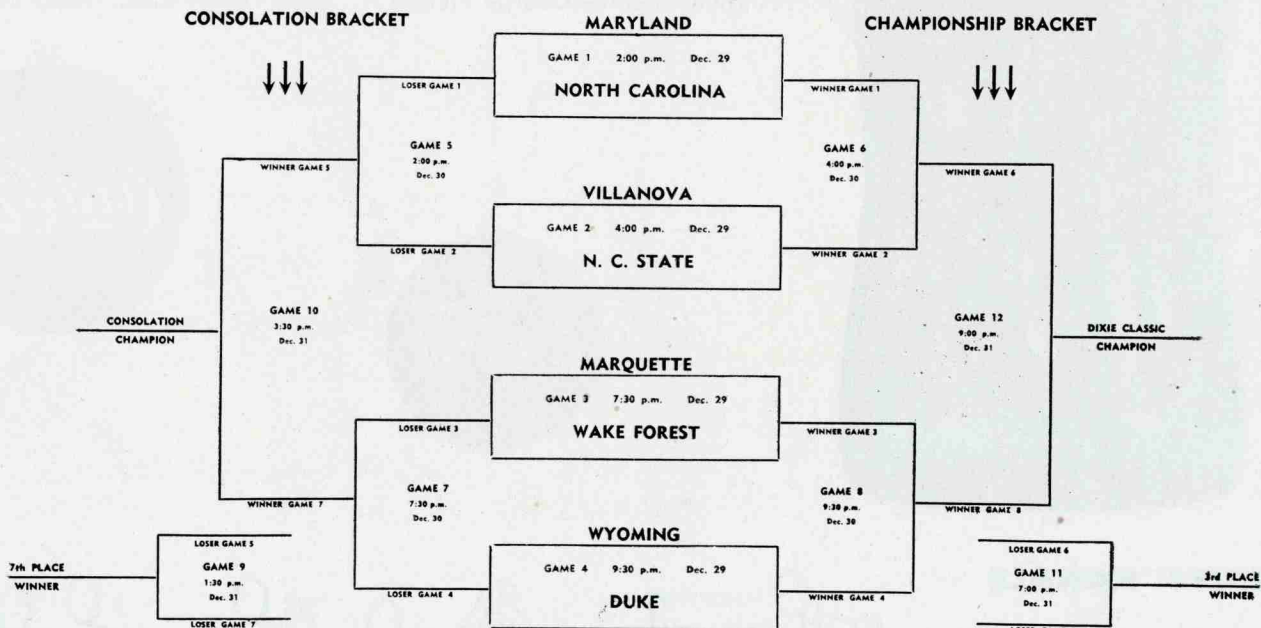 CONSOLATION BRACKET
MARYLAND
CHAMPIONSHIP BRACKET
GAME 1 2:00 p.m. Dec. 29
NORTH CAROLINA
LOSER GAME 1
WINNER GAME 1
GAME 5
2:00 p.m.
Dec. 30
GAME 6
4:00 p.m.
Dec. 30
WINNER GAME 5
WINNER GAME 6
VILLANOVA
GAME 2 4:00 p.m. Dec. 29
N. C. STATE
LOSER GAME 2
WINNER GAME 2
GAME 10
3:30 p.m.
Dec. 31
GAME 12
9:00 p.m.
Dec. 31
CONSOLATION
CHAMPION
DIXIE CLASSIC
CHAMPION
MARQUETTE
GAME 3 7:30 p.m. Dec. 29
WAKE FOREST
LOSER GAME 3
WINNER GAME 3
GAME 7
7:30 p.m.
Dec. 30
GAME 8
9:30 p.m.
Dec. 30
WINNER GAME 7
WINNER GAME 8
WYOMING
GAME 4 9:30 p.m. Dec. 29
DUKE
LOSER GAME 4
WINNER GAME 4
LOSER GAME 5
GAME 9
1:30 p.m.
Dec. 31
LOSER GAME 7
7th PLACE
WINNER
LOSER GAME 6
GAME 11
7:00 p.m.
Dec. 31
3rd PLACE
WINNER